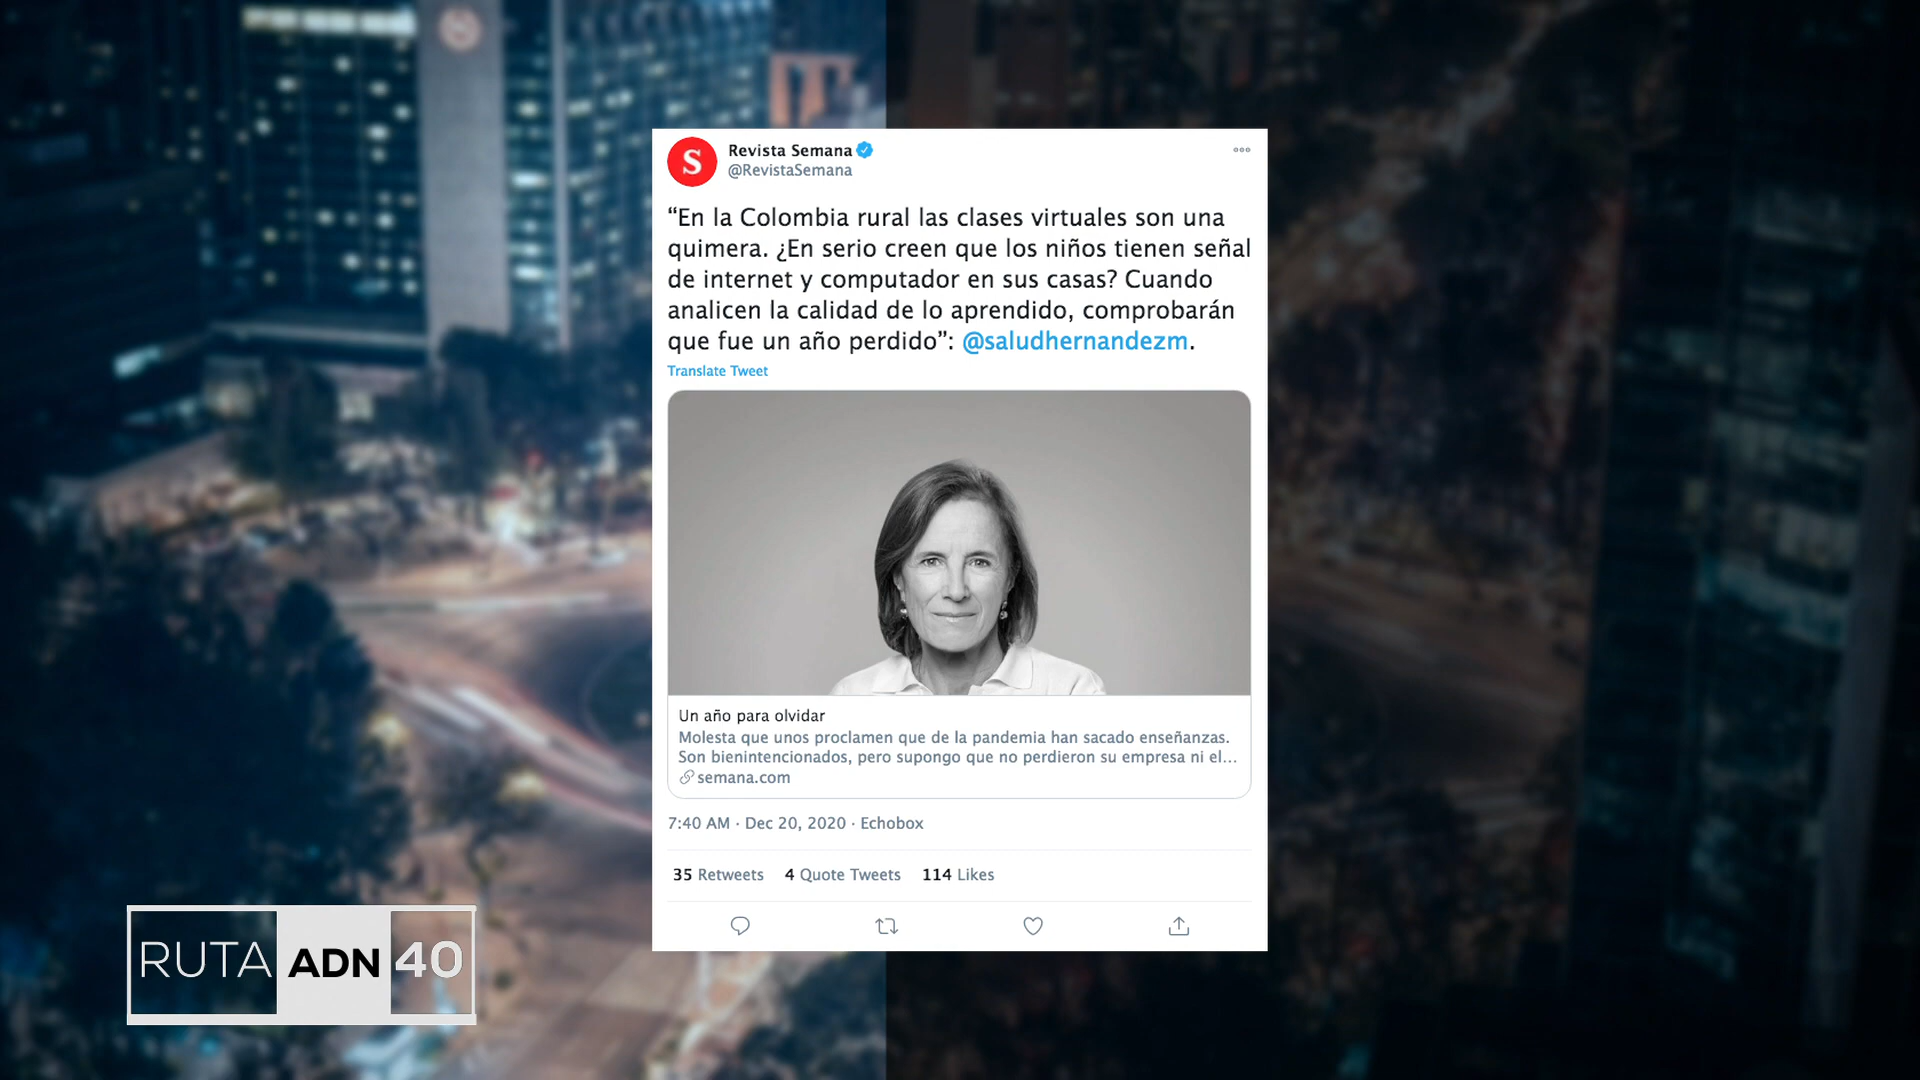 S
Revista Semana
@RevistaSemana
“En la Colombia rural las clases virtuales son una
quimera. ¿En serio creen que los niños tienen señal
de internet y computador en sus casas? Cuando
analicen la calidad de lo aprendido, comprobarán
que fue un año perdido”: @saludhernandezm.
Translate Tweet
Un año para olvidar
Molesta que unos proclamen que de la pandemia han sacado enseñanzas.
Son bienintencionados, pero supongo que no perdieron su empresa ni el...
semana.com
7:40 AM · Dec 20, 2020 · Echobox
35 Retweets 4 Quote Tweets 114 Likes
RUTA ADN 40